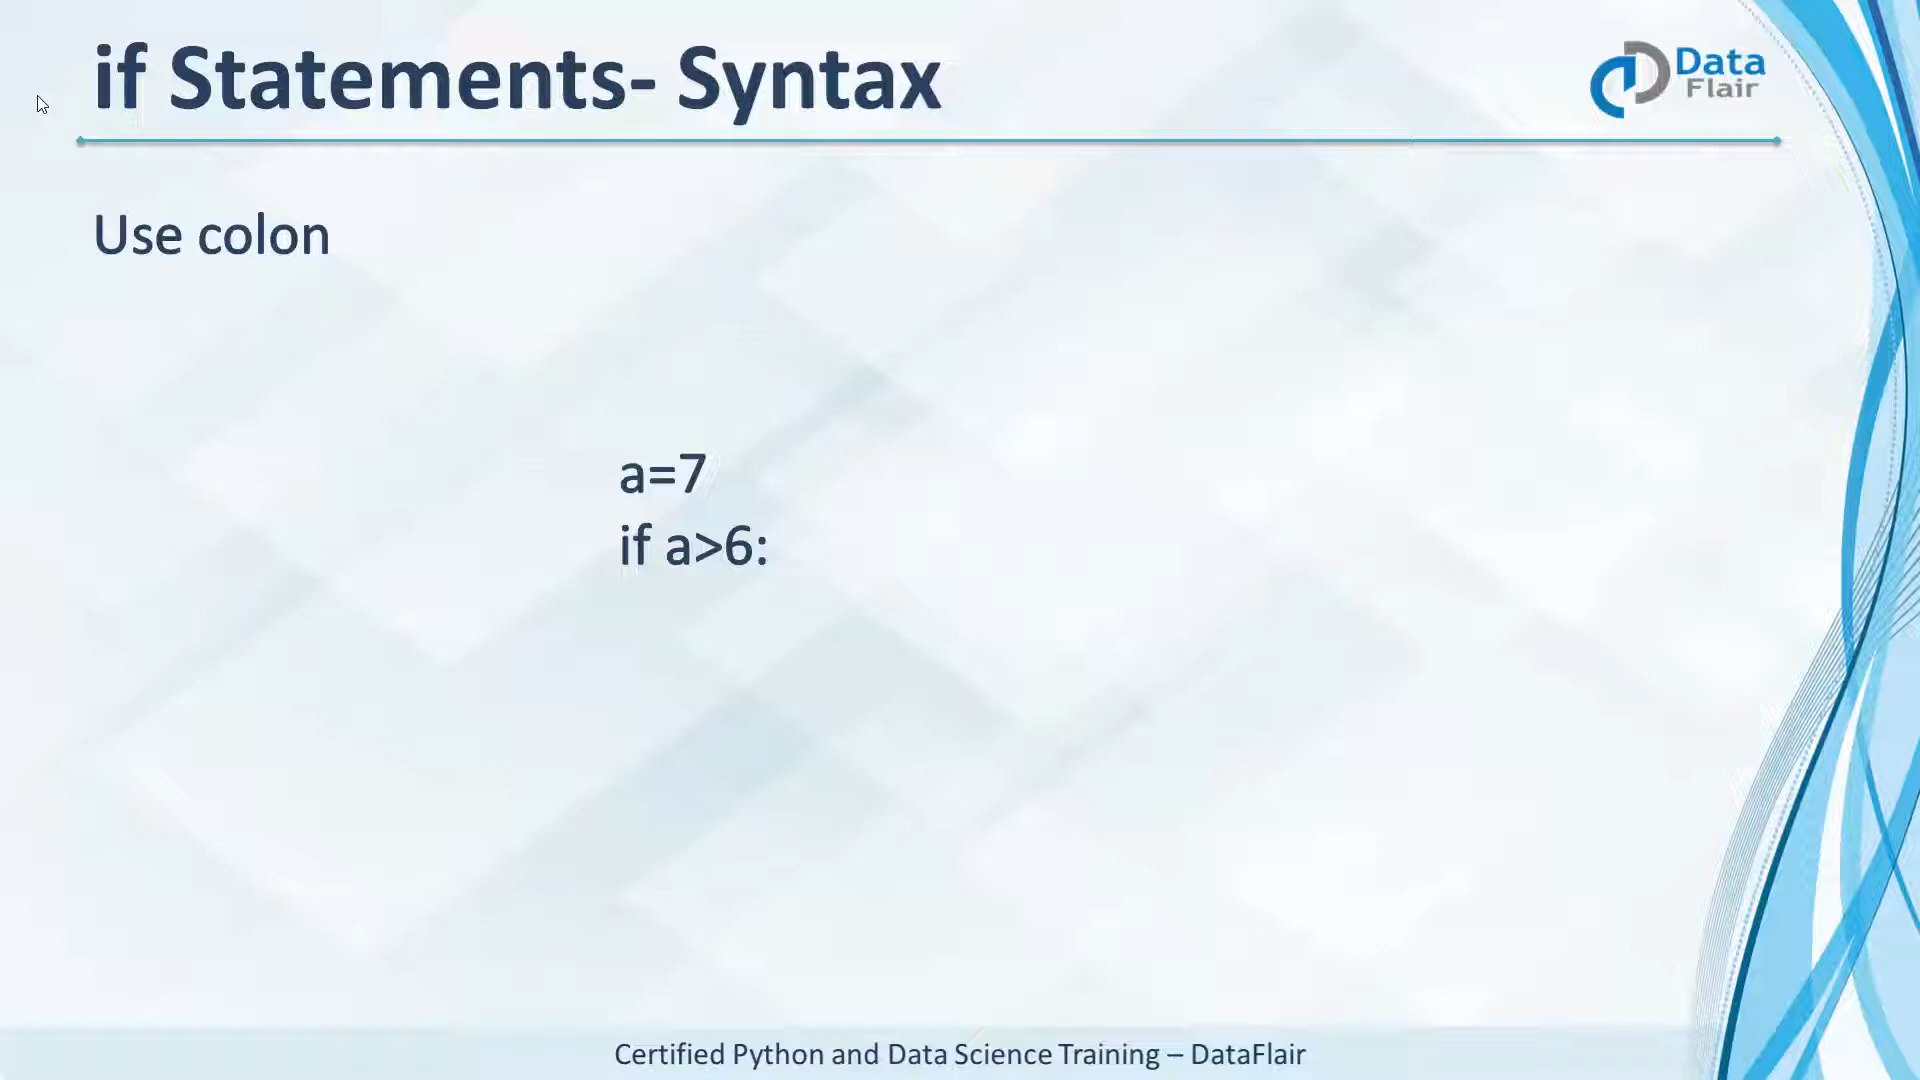 if Statements- Syntax
Data
Flair
Use colon
a=7
if a>6:
Certified Python and Data Science Training – DataFlair